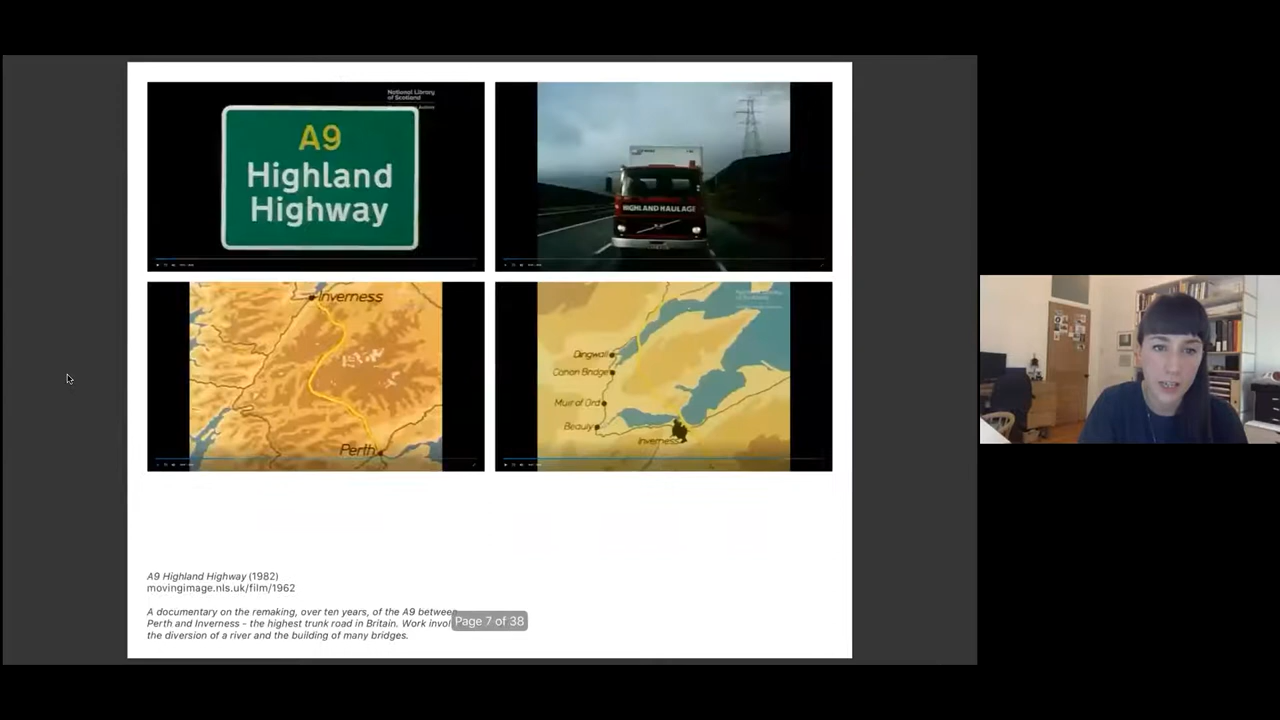 National Library
of Scotland
A9
Highland
Highway
HIGHLAND HAULAGE
Inverness
Perth
Dingwall
Conon Bridge
Muir of Ord
Beauly
Inverness
A9 Highland Highway (1982)
movingimage.nls.uk/film/1962
A documentary on the remaking, over ten years, of the A9 between
Perth and Inverness - the highest trunk road in Britain. Work invol
the diversion of a river and the building of many bridges.
Page 7 of 38